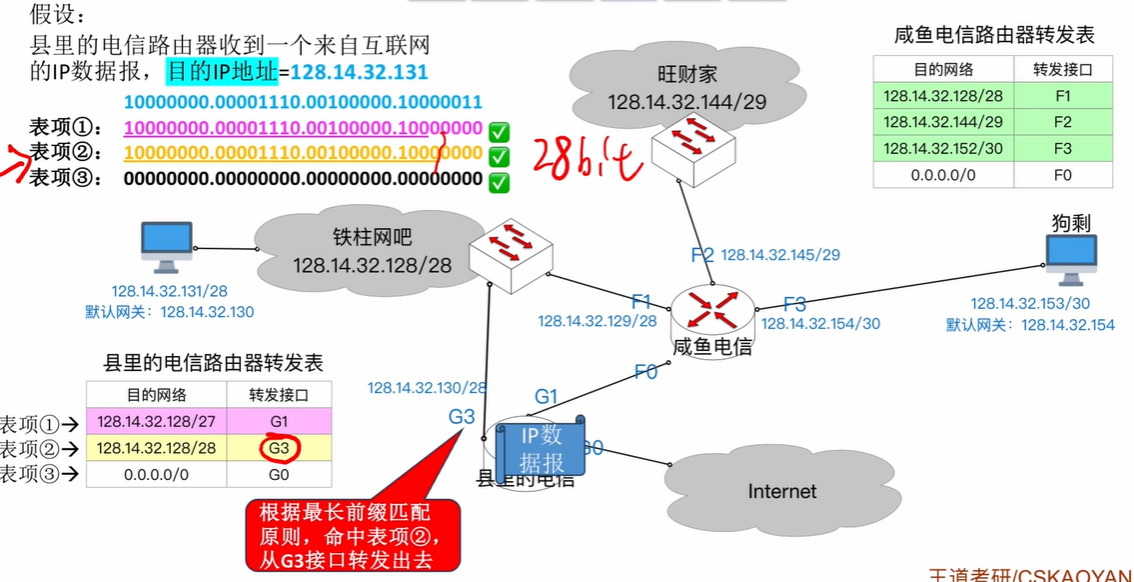 假设：
县里的电信路由器收到一个来自互联网
的IP数据报，目的IP地址=128.14.32.131
10000000.00001110.00100000.10000011
表项①：
10000000.00001110.00100000.10000000
表项②：
10000000.00001110.00100000.10000000
表项③：
00000000.00000000.00000000.00000000
28bit
旺财家
128.14.32.144/29
咸鱼电信路由器转发表
目的网络 转发接口
128.14.32.128/28 F1
128.14.32.144/29 F2
128.14.32.152/30 F3
0.0.0.0/0 F0
铁柱网吧
128.14.32.128/28
128.14.32.131/28
默认网关：128.14.32.130
F2 128.14.32.145/29
F1
128.14.32.129/28
F3
128.14.32.154/30
咸鱼电信
F0
狗剩
128.14.32.153/30
默认网关：128.14.32.154
县里的电信路由器转发表
目的网络 转发接口
表项①→ 128.14.32.128/27 G1
表项②→ 128.14.32.128/28 G3
表项③→ 0.0.0.0/0 G0
128.14.32.130/28
G3
G1
IP数
据报
G0
县里的电信
Internet
根据最长前缀匹配
原则，命中表项②，
从G3接口转发出去
王道考研/CSKAOYAN